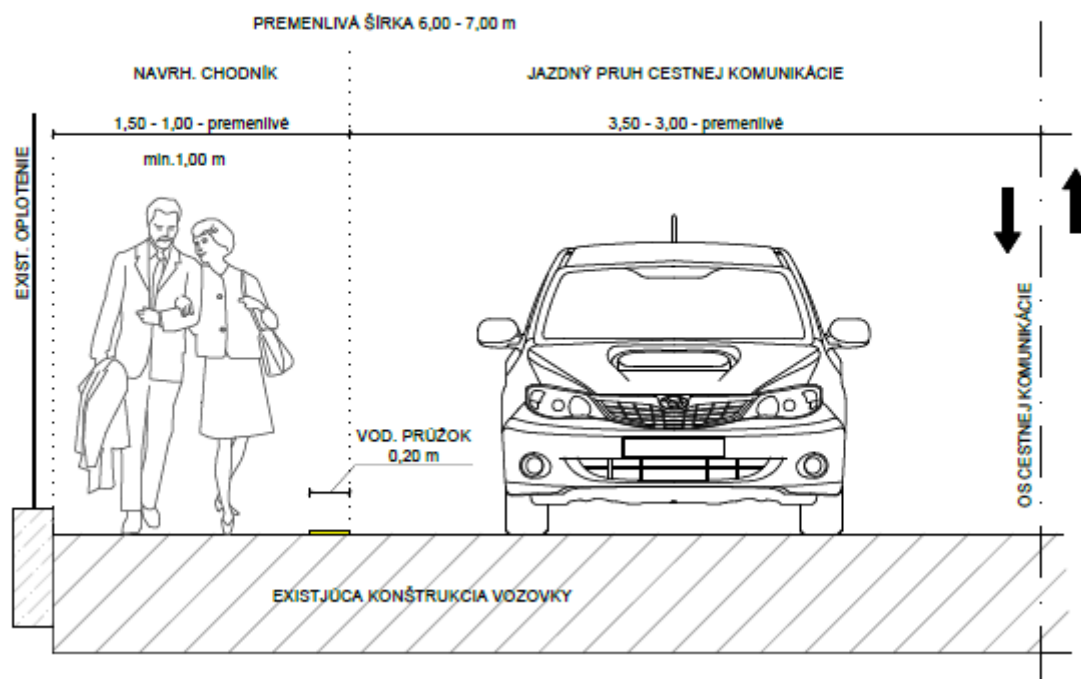 PREMENLIVÁ ŠÍRKA 6,00 - 7,00 m
NAVRH. CHODNÍK
JAZDNÝ PRUH CESTNEJ KOMUNIKÁCIE
1,50 - 1,00 - premenlivé
3,50 - 3,00 - premenlivé
min.1,00 m
EXIST. OPLOTENIE
OS CESTNEJ KOMUNIKÁCIE
VOD. PRÚŽOK
0,20 m
EXISTJÚCA KONŠTRUKCIA VOZOVKY